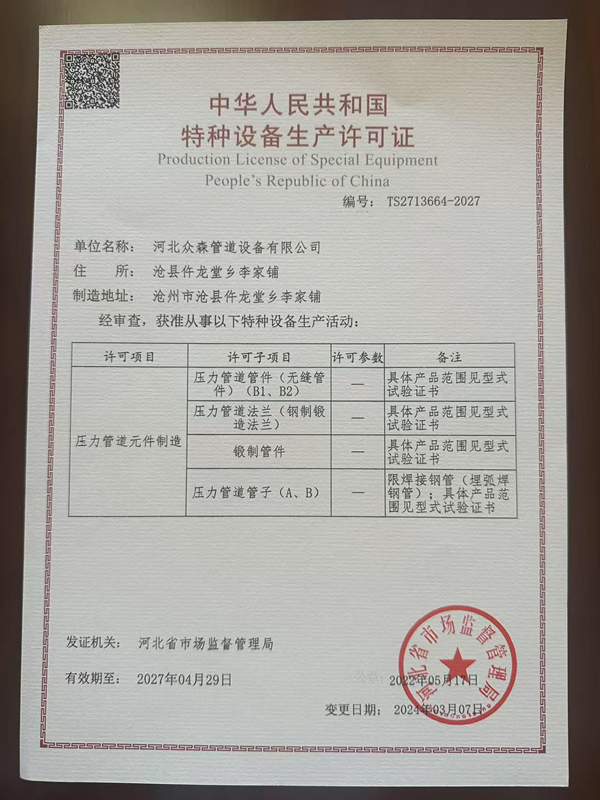 中华人民共和国
特种设备生产许可证
Production License of Special Equipment
People's Republic of China
编号： TS2713664-2027
单位名称： 河北众森管道设备有限公司
住　　所： 沧县仵龙堂乡李家铺
制造地址： 沧州市沧县仵龙堂乡李家铺
经审查，获准从事以下特种设备生产活动：
许可项目 许可子项目 许可参数 备注
压力管道元件制造
压力管道管件（无缝管
件）（B1、B2）
—
具体产品范围见型式
试验证书
压力管道法兰（钢制锻
造法兰）
—
具体产品范围见型式
试验证书
锻制管件
—
具体产品范围见型式
试验证书
压力管道管子（A、B）
—
限焊接钢管（埋弧焊
钢管）；具体产品范
围见型式试验证书
发证机关： 河北省市场监督管理局
有效期至： 2027年04月29日
2022年05月17日
变更日期： 2024年03月07日
河北省市场监督管理局